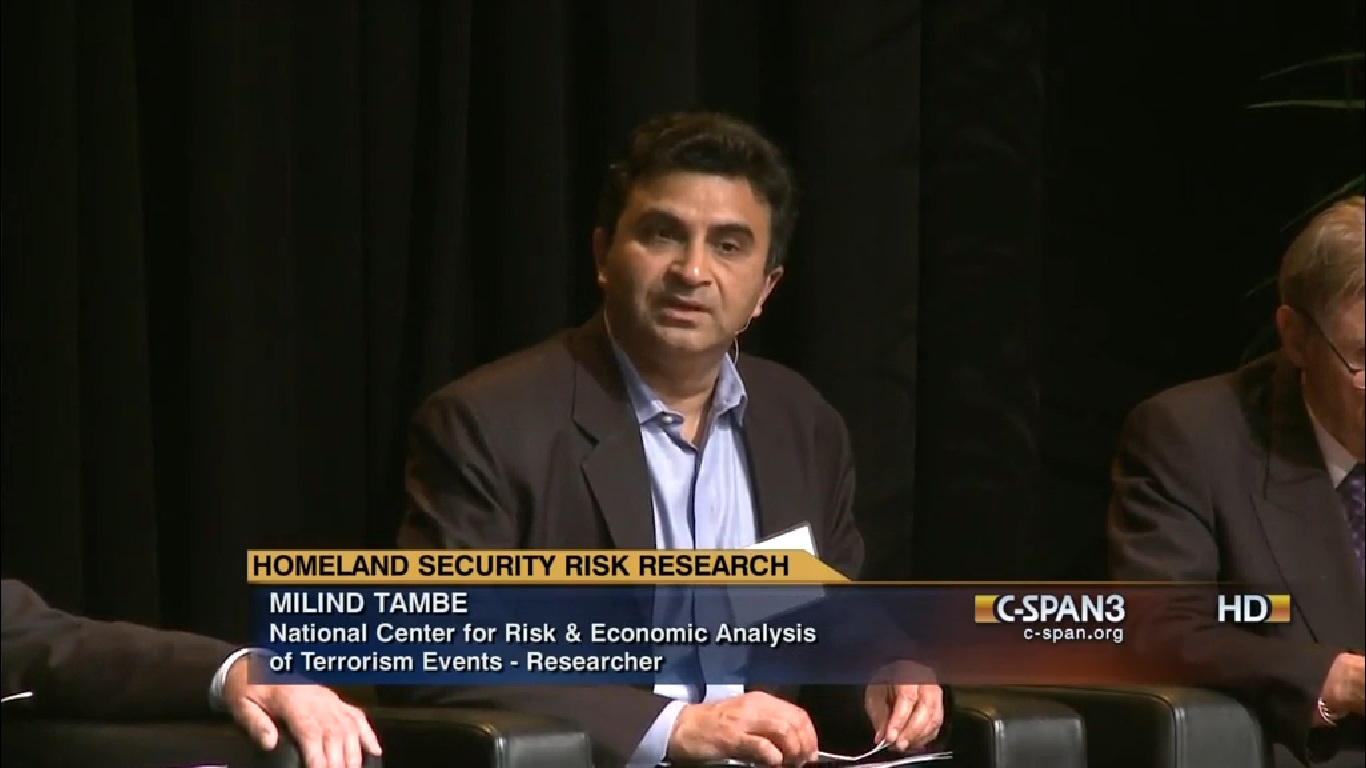 HOMELAND SECURITY RISK RESEARCH
MILIND TAMBE
National Center for Risk & Economic Analysis
of Terrorism Events - Researcher
C-SPAN3
c-span.org
HD